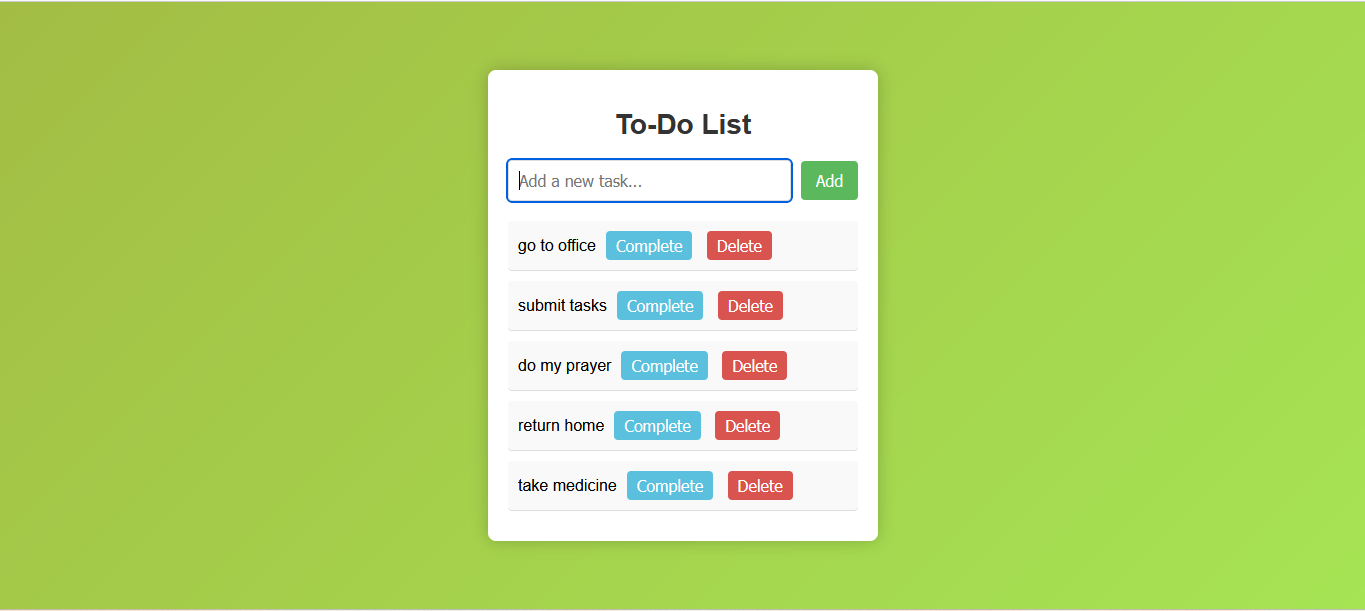 To-Do List
Add a new task... Add
go to office Complete Delete
submit tasks Complete Delete
do my prayer Complete Delete
return home Complete Delete
take medicine Complete Delete